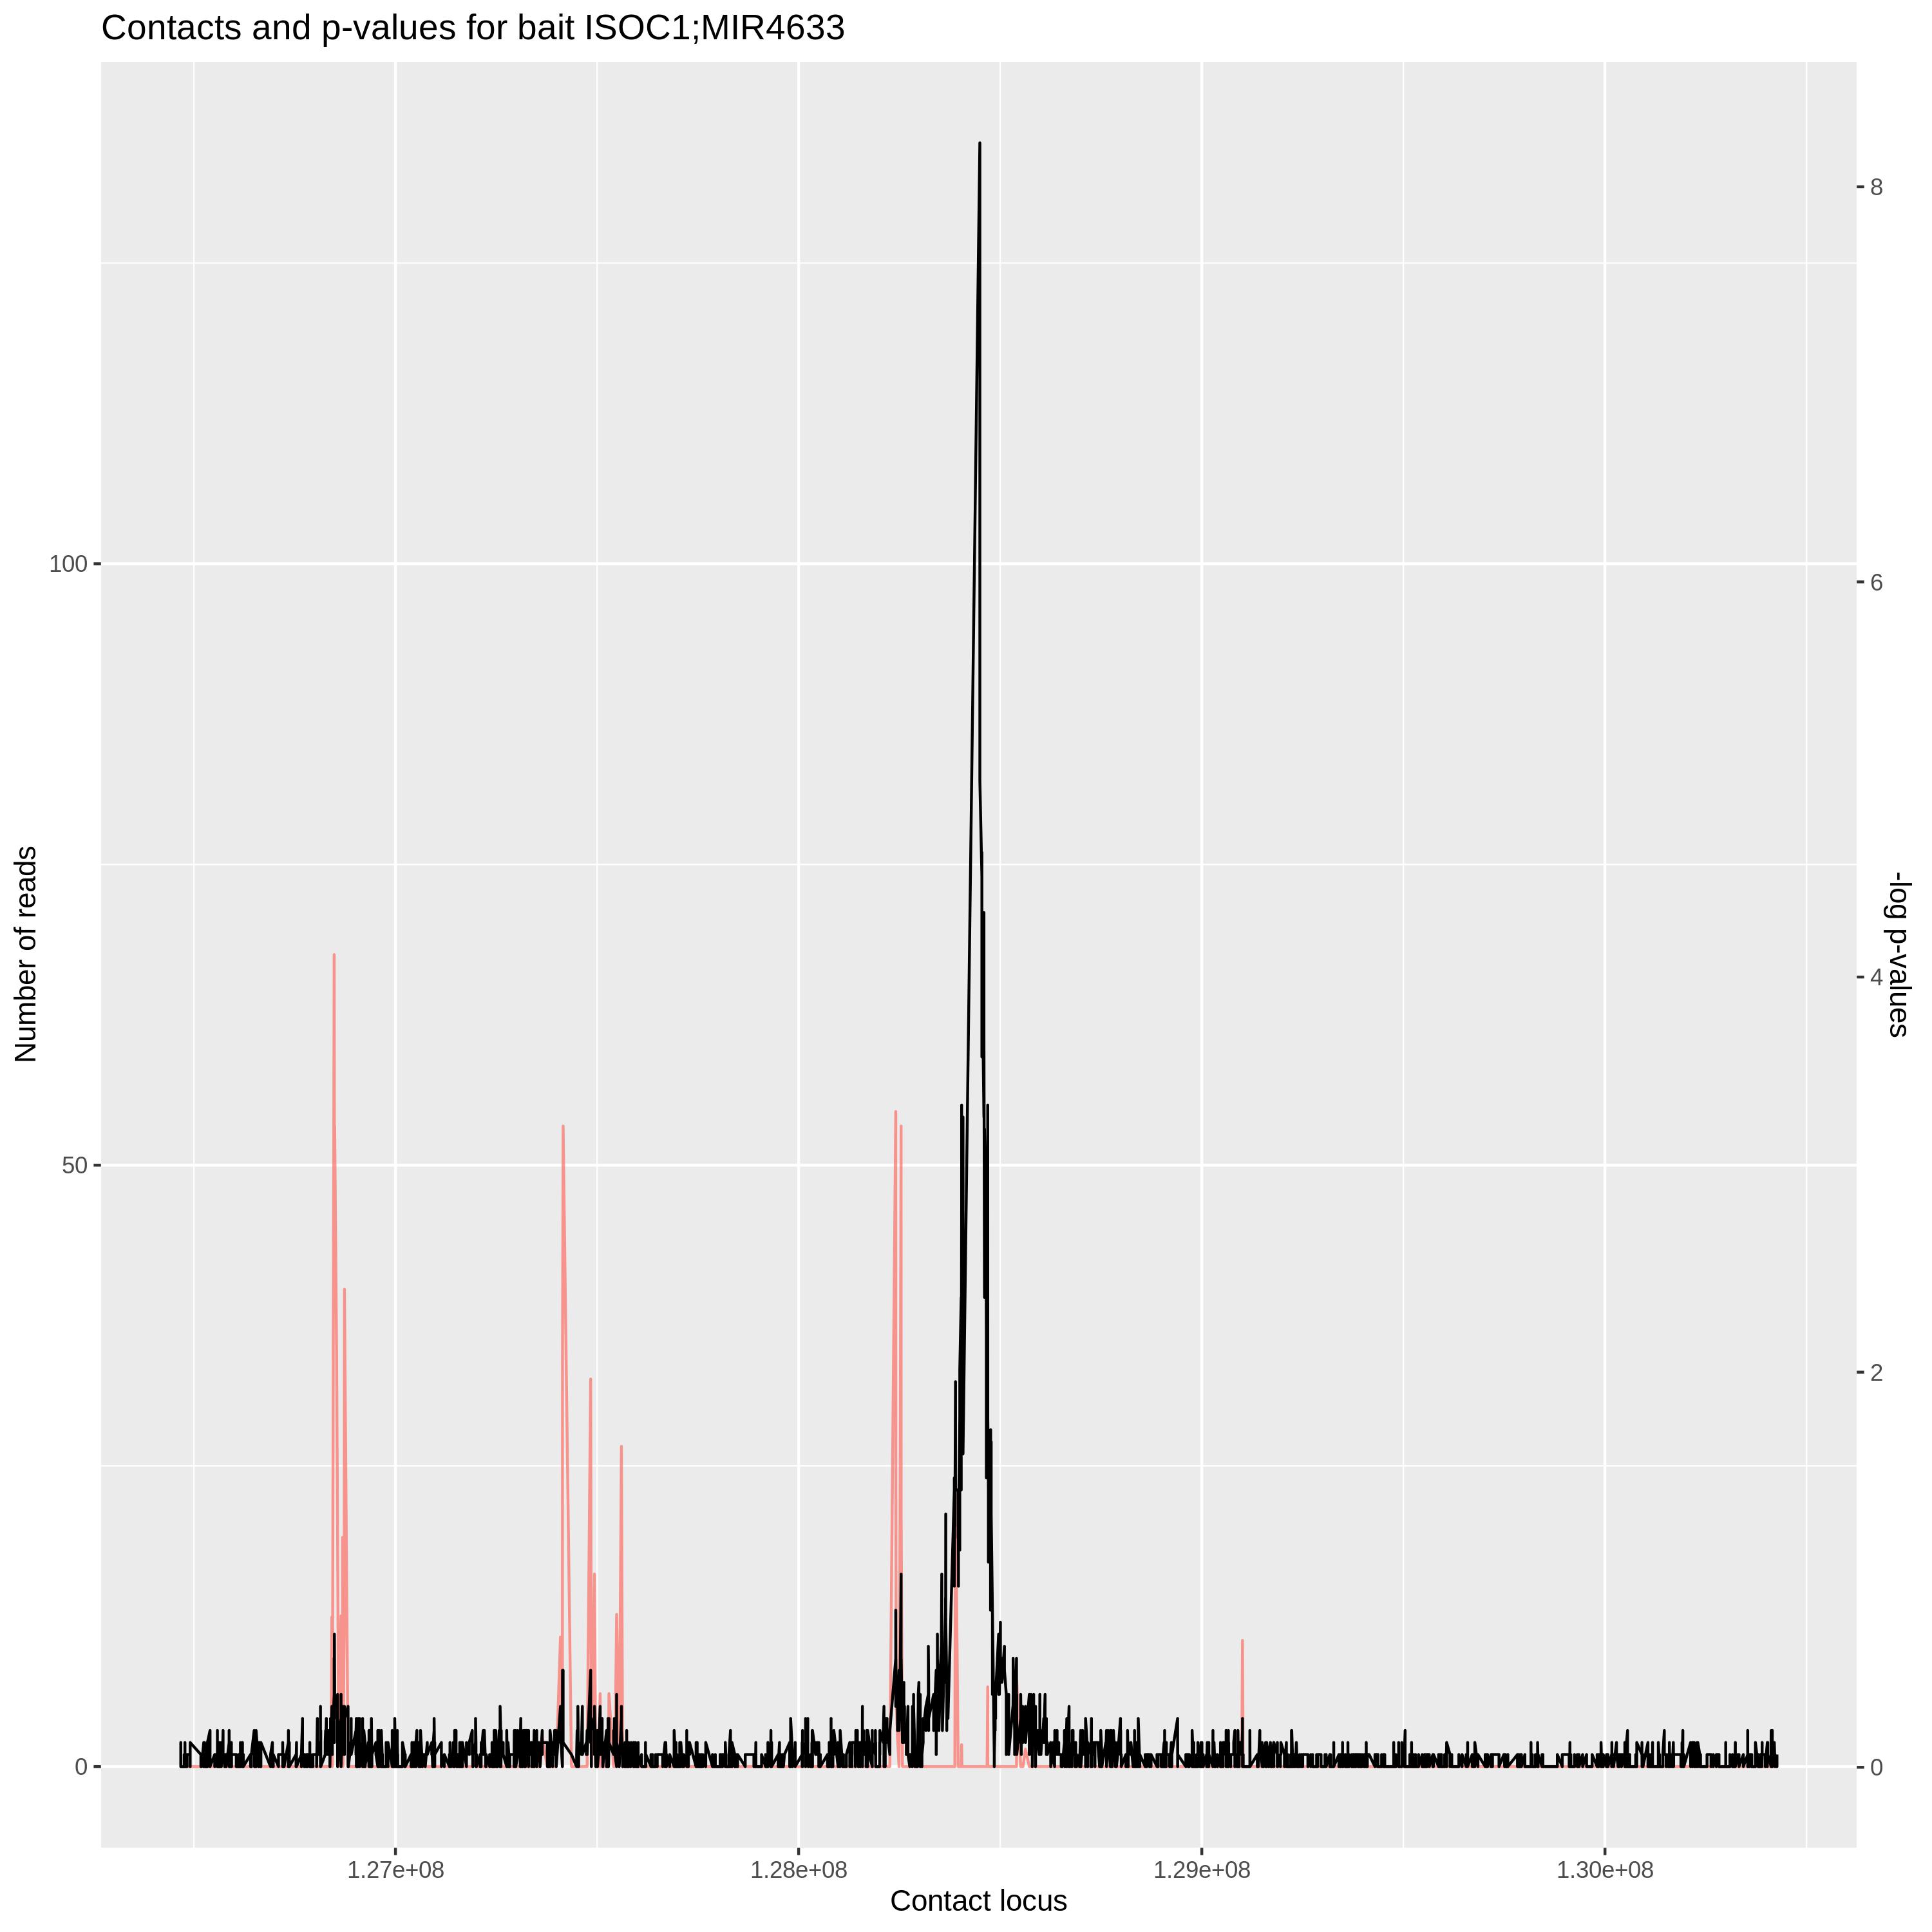 Contacts and p-values for bait ISOC1;MIR4633
Number of reads
100
50
0
8
6
4
2
0
-log p-values
1.27e+08
1.28e+08
1.29e+08
1.30e+08
Contact locus